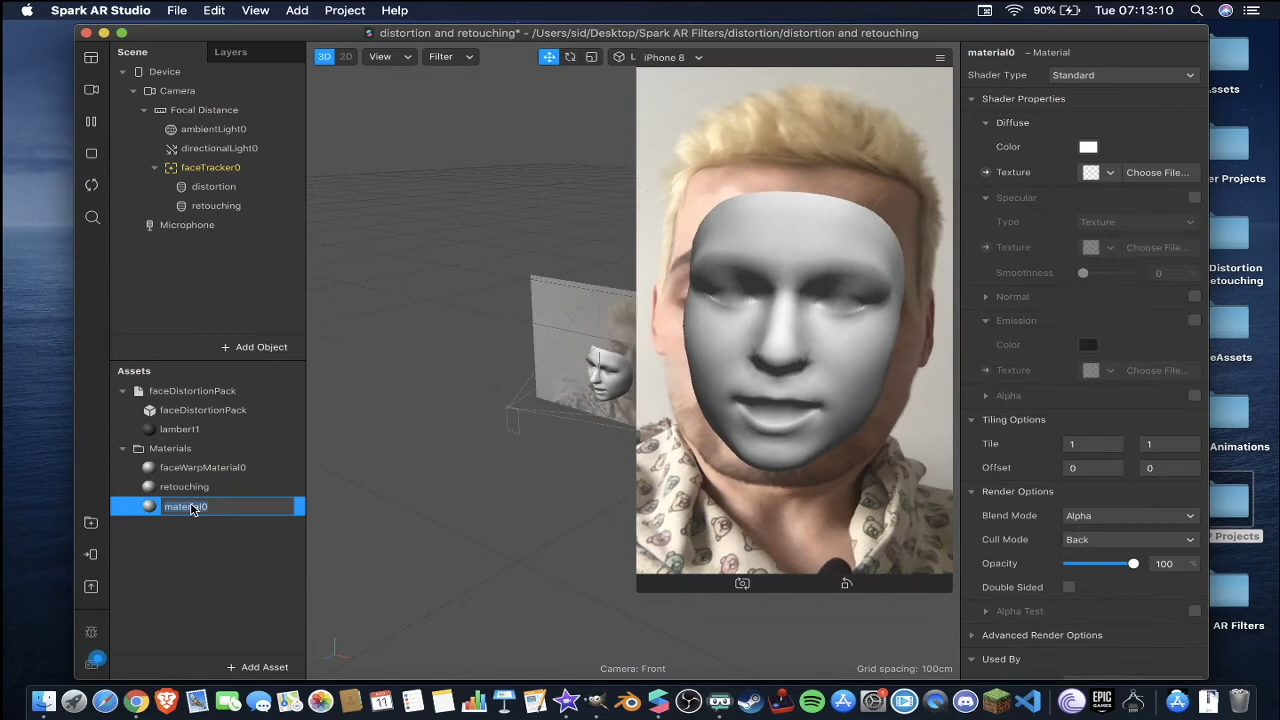 Spark AR Studio File Edit View Add Project Help
90% Tue 07:13:10
distortion and retouching* - /Users/sid/Desktop/Spark AR Filters/distortion/distortion and retouching
Scene
Layers
Device
Camera
Focal Distance
ambientLight0
directionalLight0
faceTracker0
distortion
retouching
Microphone
+ Add Object
Assets
faceDistortionPack
faceDistortionPack
lambert1
Materials
faceWarpMaterial0
retouching
material0
+ Add Asset
3D 2D View Filter
L
iPhone 8
Camera: Front
Grid spacing: 100cm
material0 – Material
Shader Type Standard
Shader Properties
Diffuse
Color
Texture Choose File...
Specular
Type Texture
Texture Choose File...
Smoothness 0 %
Normal
Emission
Color
Texture Choose File...
Alpha
Tiling Options
Tile 1 1
Offset 0 0
Render Options
Blend Mode Alpha
Cull Mode Back
Opacity 100 %
Double Sided
Alpha Test
Advanced Render Options
Used By
Assets
er Projects
Distortion
Retouching
eAssets
Animations
P Projects
AR Filters